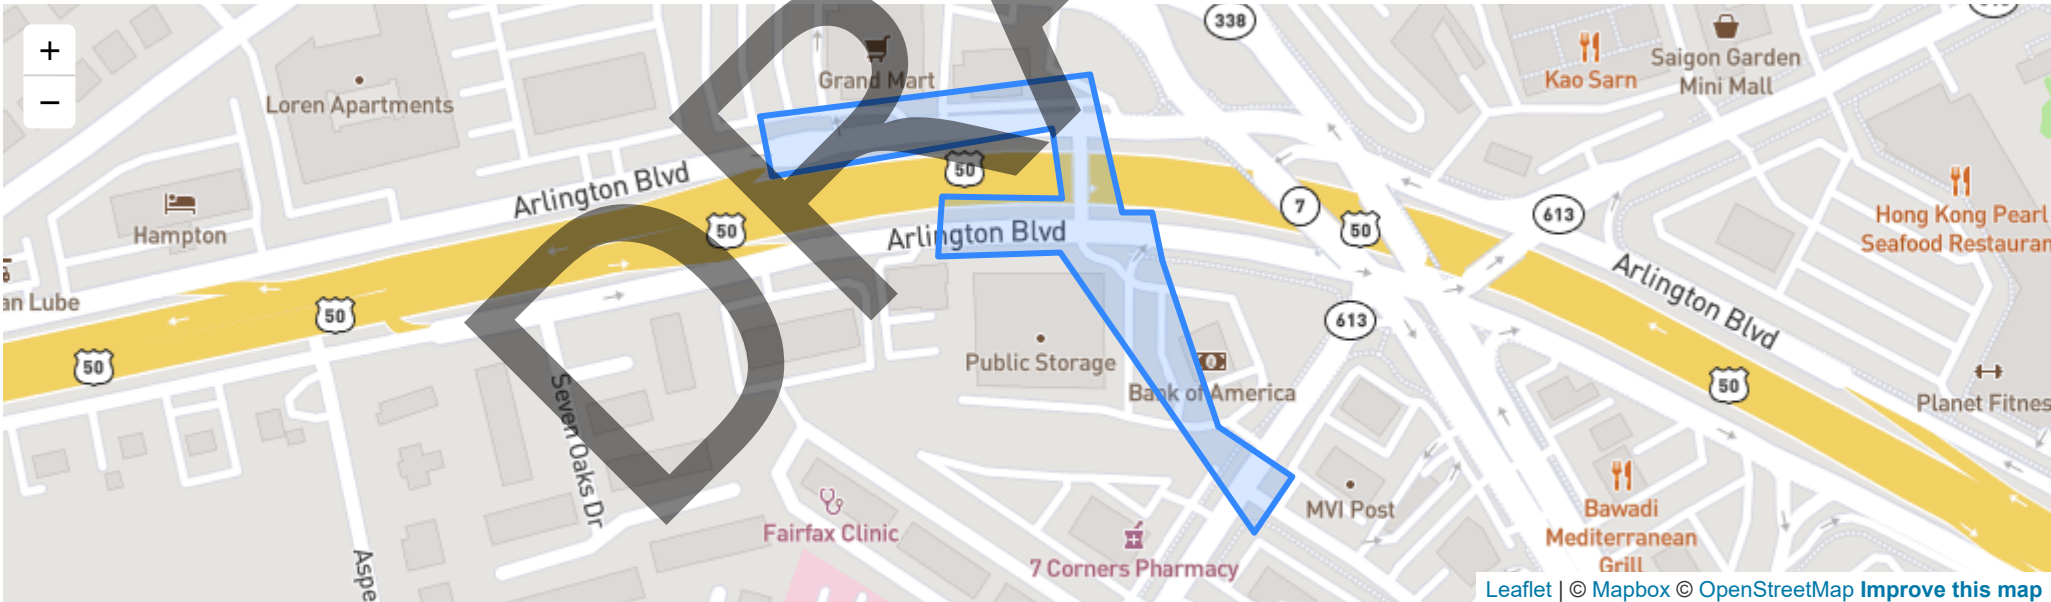 +
−
338
Grand Mart
Loren Apartments
Kao Sarn
Saigon Garden
Mini Mall
Arlington Blvd
50
Hampton
50
Arlington Blvd
7
50
613
Hong Kong Pearl
Seafood Restauran
an Lube
50
50
613
Arlington Blvd
Public Storage
Bank of America
50
Planet Fitnes
Seven Oaks Dr
Fairfax Clinic
7 Corners Pharmacy
MVI Post
Bawadi
Mediterranean
Grill
Aspe
DR
Leaflet | © Mapbox © OpenStreetMap Improve this map